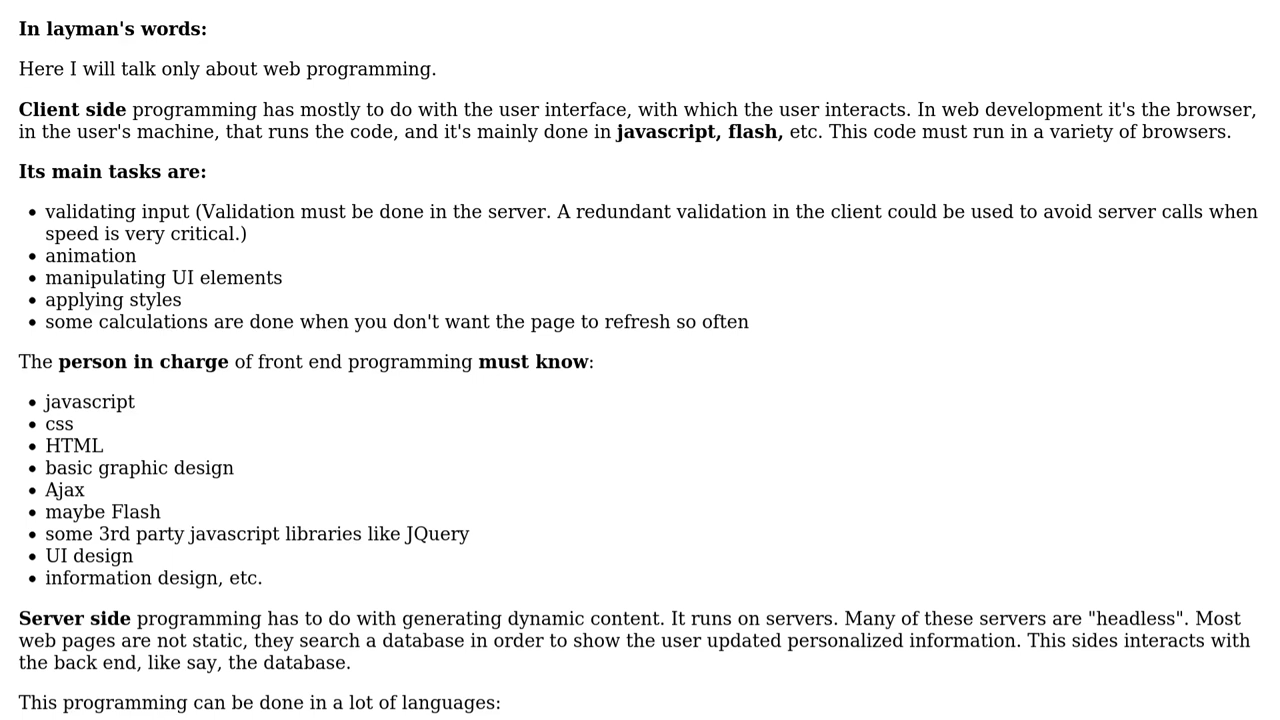 In layman's words:
Here I will talk only about web programming.
Client side programming has mostly to do with the user interface, with which the user interacts. In web development it's the browser,
in the user's machine, that runs the code, and it's mainly done in javascript, flash, etc. This code must run in a variety of browsers.
Its main tasks are:
• validating input (Validation must be done in the server. A redundant validation in the client could be used to avoid server calls when
speed is very critical.)
• animation
• manipulating UI elements
• applying styles
• some calculations are done when you don't want the page to refresh so often
The person in charge of front end programming must know:
• javascript
• css
• HTML
• basic graphic design
• Ajax
• maybe Flash
• some 3rd party javascript libraries like JQuery
• UI design
• information design, etc.
Server side programming has to do with generating dynamic content. It runs on servers. Many of these servers are "headless". Most
web pages are not static, they search a database in order to show the user updated personalized information. This sides interacts with
the back end, like say, the database.
This programming can be done in a lot of languages: